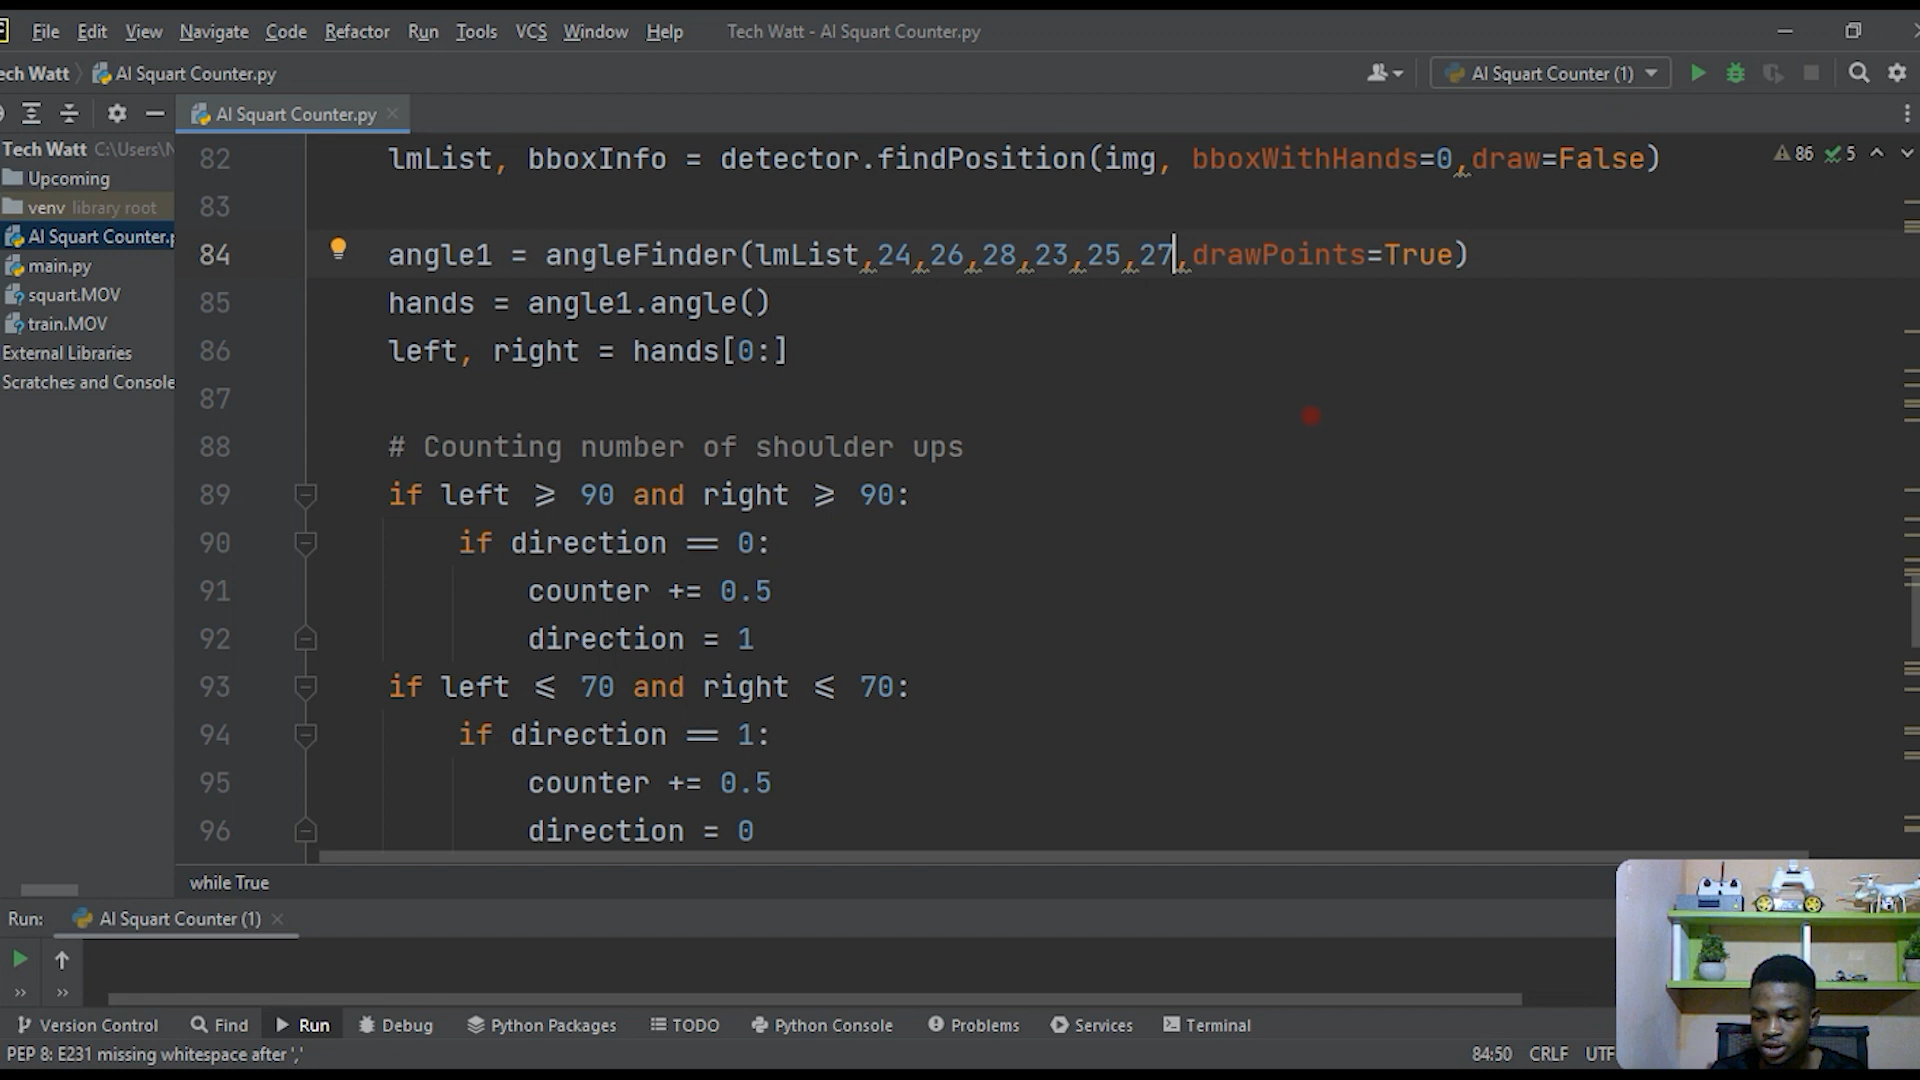 File Edit View Navigate Code Refactor Run Tools VCS Window Help Tech Watt - AI Squart Counter.py
ech Watt AI Squart Counter.py AI Squart Counter (1)
AI Squart Counter.py
Tech Watt C:\Users\N
Upcoming
venv library root
AI Squart Counter.p
main.py
squart.MOV
train.MOV
External Libraries
Scratches and Console
86 5
82 lmList, bboxInfo = detector.findPosition(img, bboxWithHands=0,draw=False)
83
84 angle1 = angleFinder(lmList,24,26,28,23,25,27,drawPoints=True)
85 hands = angle1.angle()
86 left, right = hands[0:]
87
88 # Counting number of shoulder ups
89 if left >= 90 and right >= 90:
90 if direction == 0:
91 counter += 0.5
92 direction = 1
93 if left <= 70 and right <= 70:
94 if direction == 1:
95 counter += 0.5
96 direction = 0
while True
Run: AI Squart Counter (1)
Version Control Find Run Debug Python Packages TODO Python Console Problems Services Terminal
PEP 8: E231 missing whitespace after ',' 84:50 CRLF UTF